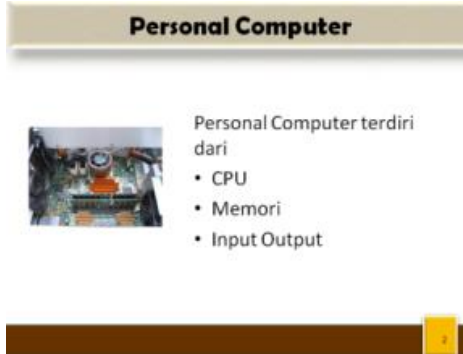 Personal Computer
Personal Computer terdiri
dari
• CPU
• Memori
• Input Output
2